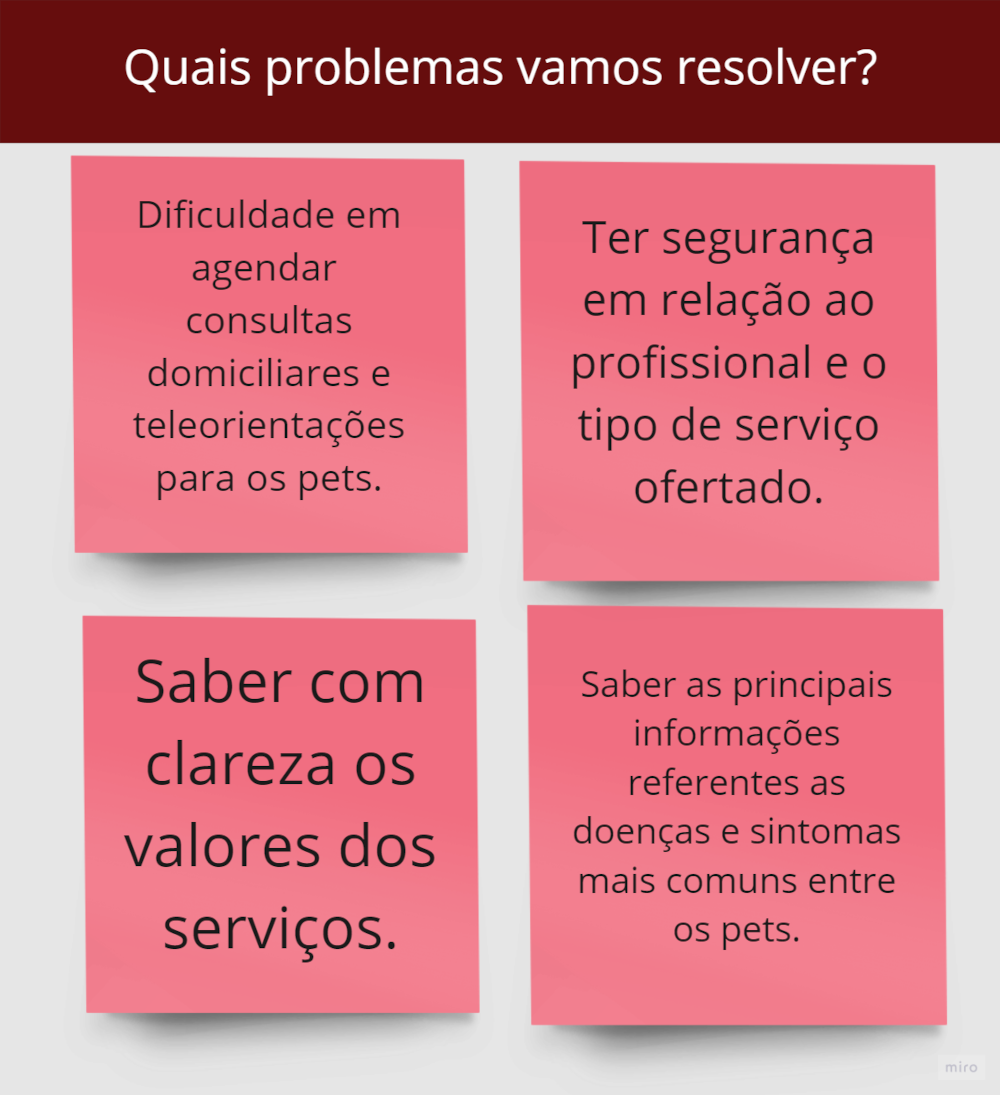 Quais problemas vamos resolver?
Dificuldade em
agendar
consultas
domiciliares e
teleorientações
para os pets.
Ter segurança
em relação ao
profissional e o
tipo de serviço
ofertado.
Saber com
clareza os
valores dos
serviços.
Saber as principais
informações
referentes as
doenças e sintomas
mais comuns entre
os pets.
miro